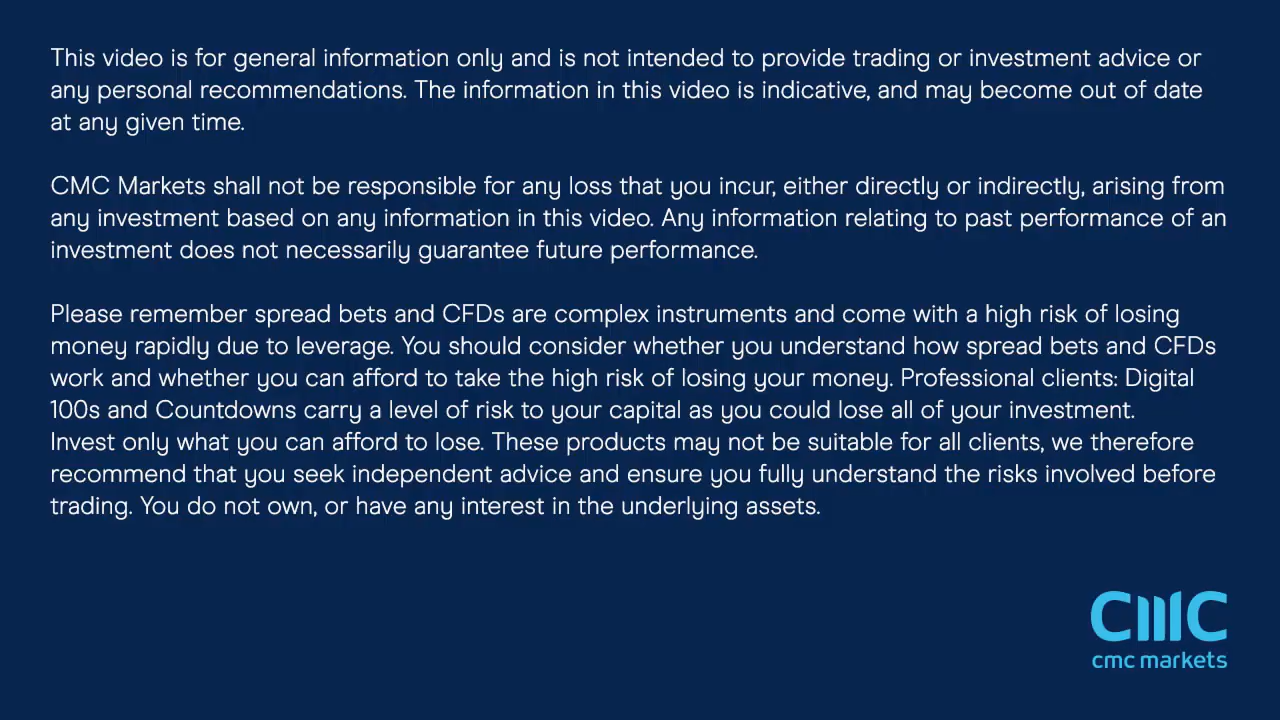 This video is for general information only and is not intended to provide trading or investment advice or
any personal recommendations. The information in this video is indicative, and may become out of date
at any given time.
CMC Markets shall not be responsible for any loss that you incur, either directly or indirectly, arising from
any investment based on any information in this video. Any information relating to past performance of an
investment does not necessarily guarantee future performance.
Please remember spread bets and CFDs are complex instruments and come with a high risk of losing
money rapidly due to leverage. You should consider whether you understand how spread bets and CFDs
work and whether you can afford to take the high risk of losing your money. Professional clients: Digital
100s and Countdowns carry a level of risk to your capital as you could lose all of your investment.
Invest only what you can afford to lose. These products may not be suitable for all clients, we therefore
recommend that you seek independent advice and ensure you fully understand the risks involved before
trading. You do not own, or have any interest in the underlying assets.
CMC
cmc markets